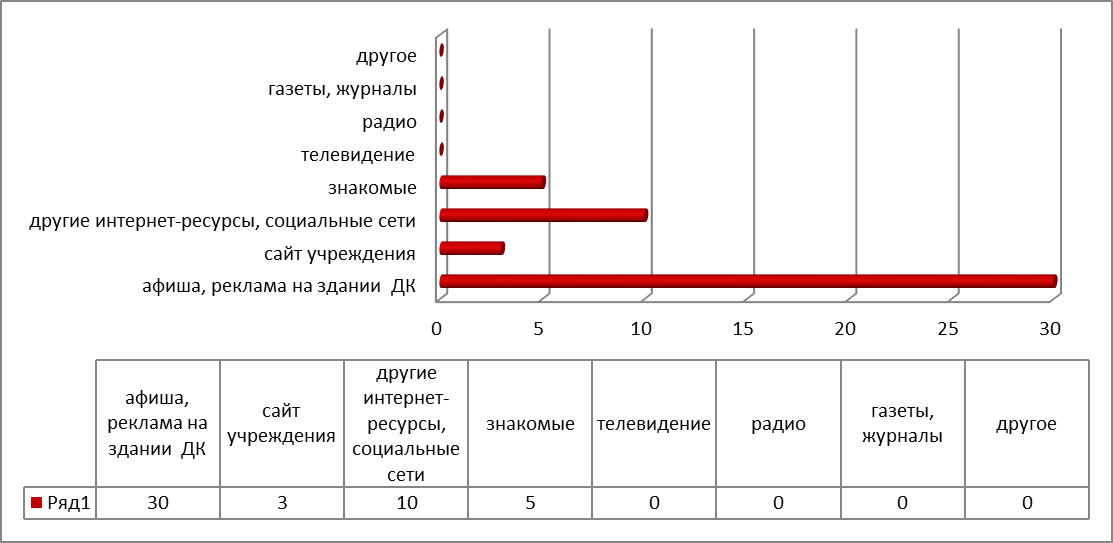 другое
газеты, журналы
радио
телевидение
знакомые
другие интернет-ресурсы, социальные сети
сайт учреждения
афиша, реклама на здании  ДК
0 5 10 15 20 25 30
афиша,
реклама на
здании  ДК
сайт
учреждения
другие
интернет-
ресурсы,
социальные
сети
знакомые
телевидение
радио
газеты,
журналы
другое
Ряд1 30 3 10 5 0 0 0 0